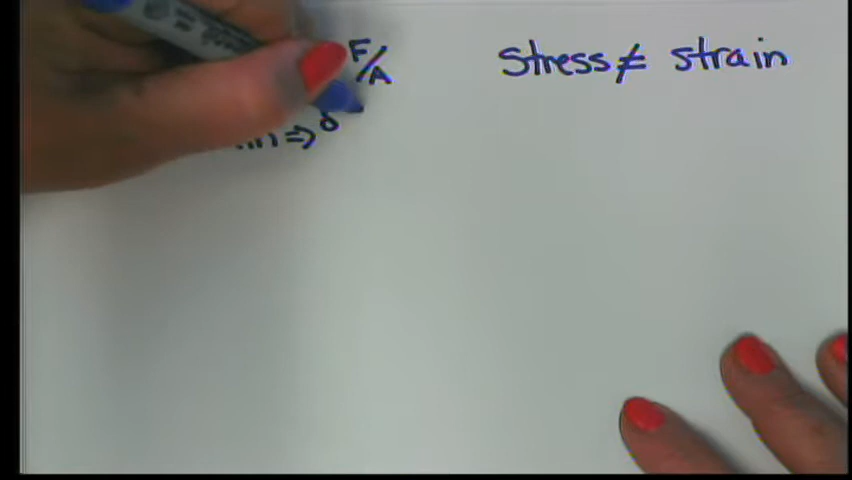 F/A stress ≠ strain
⇒ δ